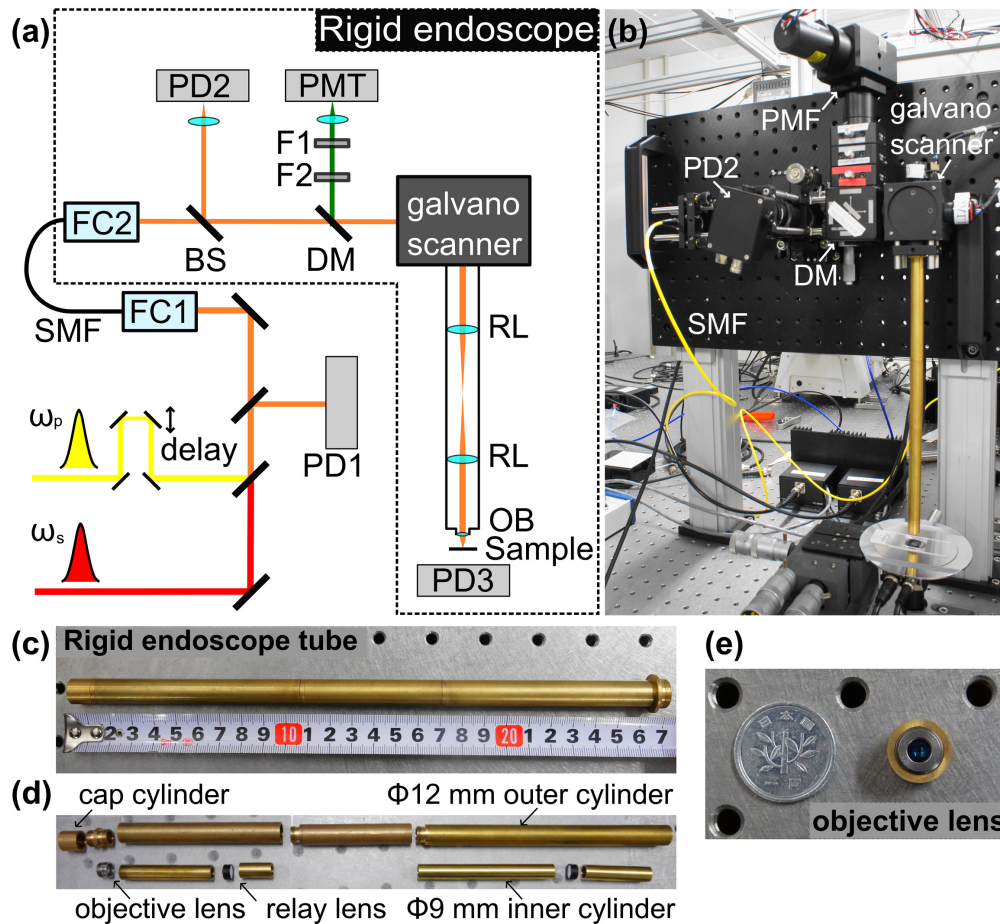 (a)
Rigid endoscope
PD2
PMT
F1
F2
FC2
BS
DM
galvano
scanner
SMF
FC1
RL
ωp
delay
PD1
RL
ωs
OB
Sample
PD3
(b)
PMF
galvano
scanner
PD2
DM
SMF
(c)
Rigid endoscope tube
2 3 4 5 6 7 8 9 10 1 2 3 4 5 6 7 8 9 20 1 2 3 4 5 6 7
(d)
cap cylinder
Φ12 mm outer cylinder
objective lens
relay lens
Φ9 mm inner cylinder
(e)
日本国
objective lens